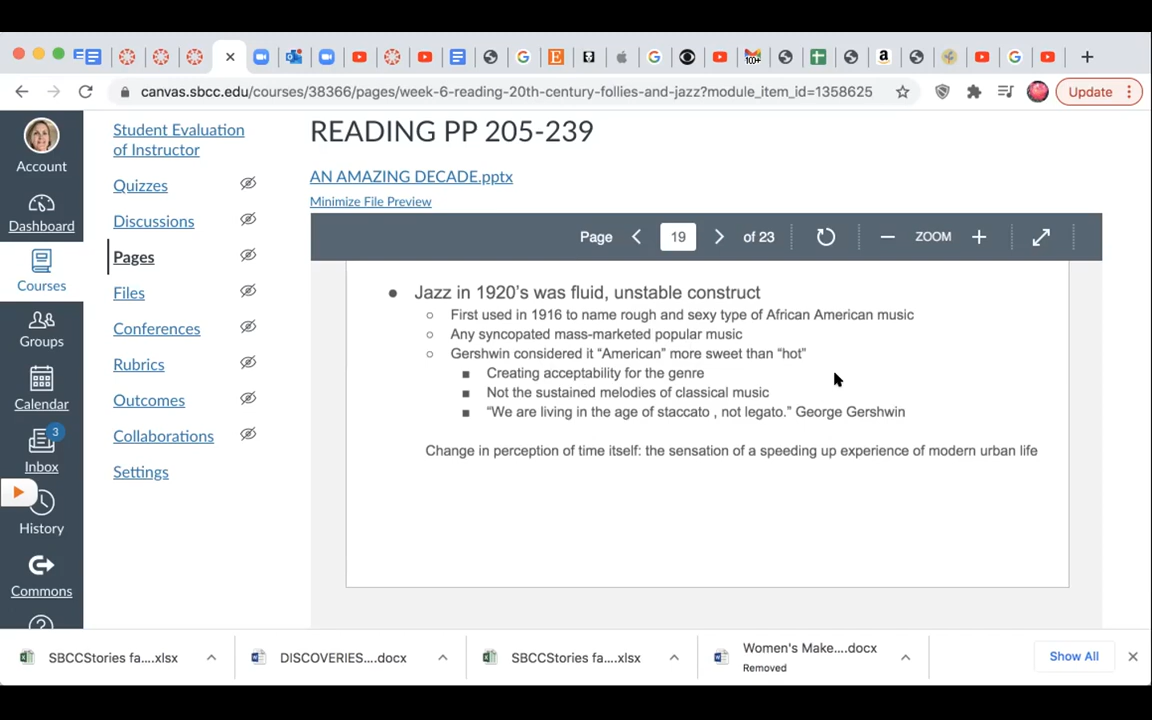 canvas.sbcc.edu/courses/38366/pages/week-6-reading-20th-century-follies-and-jazz?module_item_id=1358625
Update
100+
Account
Dashboard
Courses
Groups
Calendar
3
Inbox
History
Commons
Student Evaluation
of Instructor
Quizzes
Discussions
Pages
Files
Conferences
Rubrics
Outcomes
Collaborations
Settings
READING PP 205-239
AN AMAZING DECADE.pptx
Minimize File Preview
Page 19 of 23 ZOOM
Jazz in 1920's was fluid, unstable construct
First used in 1916 to name rough and sexy type of African American music
Any syncopated mass-marketed popular music
Gershwin considered it “American” more sweet than “hot”
Creating acceptability for the genre
Not the sustained melodies of classical music
“We are living in the age of staccato , not legato.” George Gershwin
Change in perception of time itself: the sensation of a speeding up experience of modern urban life
SBCCStories fa....xlsx
DISCOVERIES....docx
SBCCStories fa....xlsx
Women's Make....docx
Removed
Show All